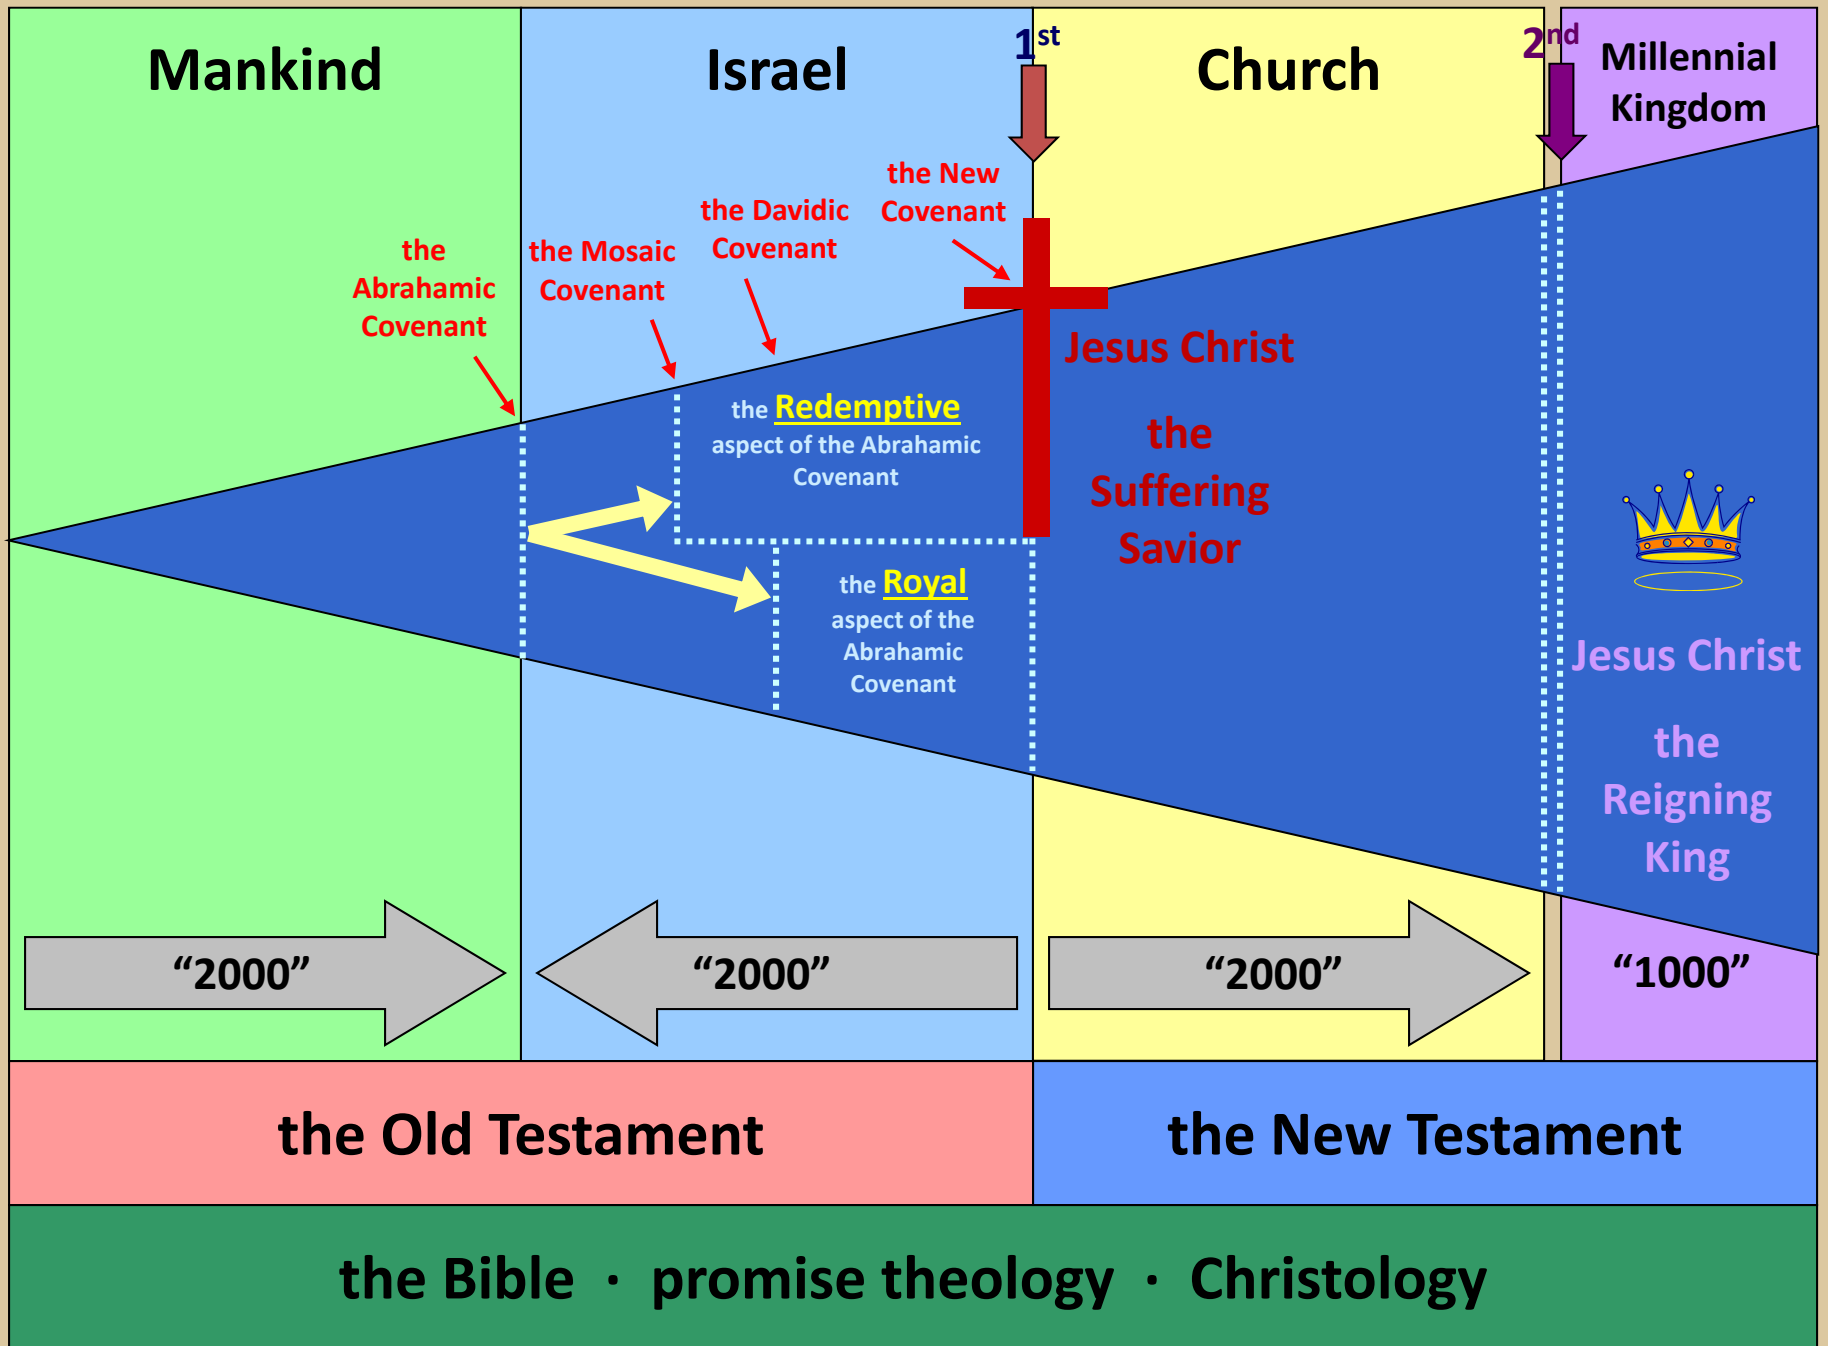 Mankind
Israel
1st
Church
2nd
Millennial
Kingdom
the
Abrahamic
Covenant
the Mosaic
Covenant
the Davidic
Covenant
the New
Covenant
the Redemptive
aspect of the Abrahamic
Covenant
the Royal
aspect of the
Abrahamic
Covenant
Jesus Christ
the
Suffering
Savior
Jesus Christ
the
Reigning
King
“2000”
“2000”
“2000”
“1000”
the Old Testament
the New Testament
the Bible · promise theology · Christology